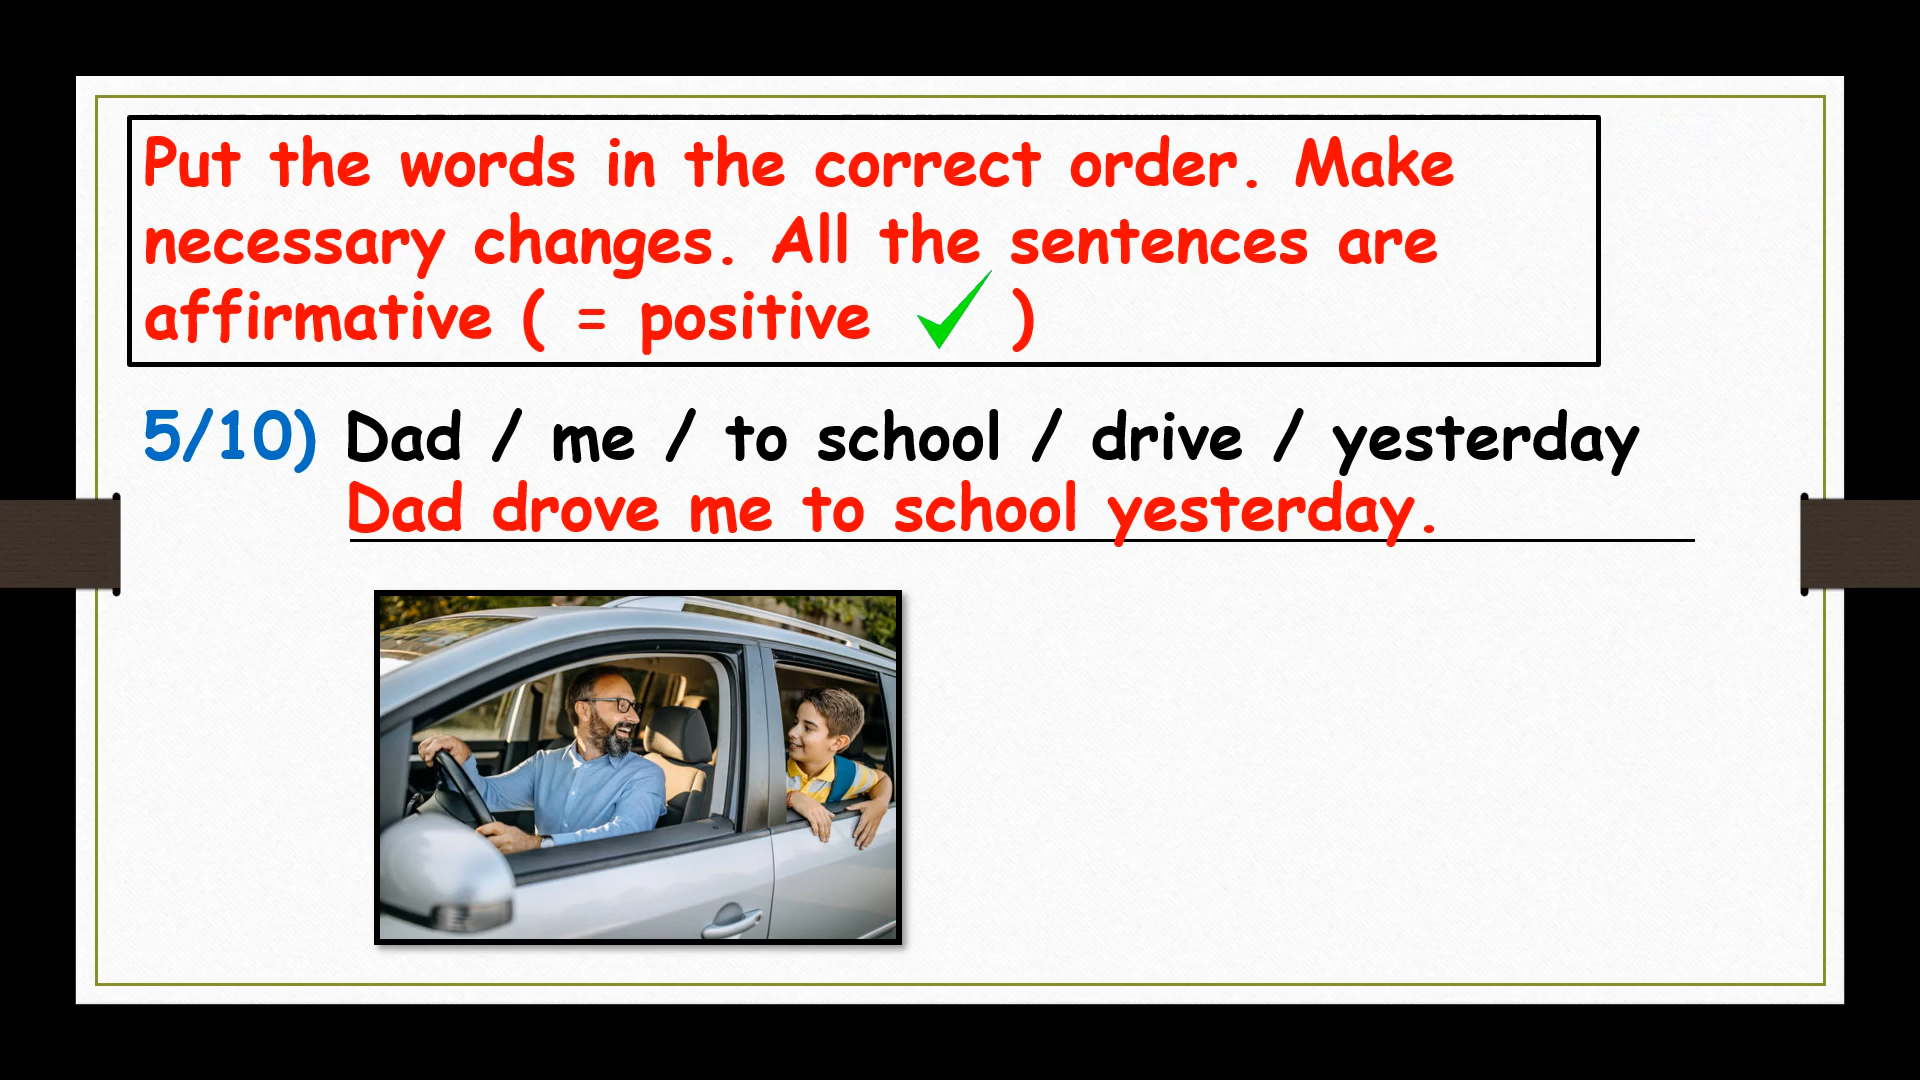 Put the words in the correct order. Make
necessary changes. All the sentences are
affirmative ( = positive ✓ )
5/10) Dad / me / to school / drive / yesterday
Dad drove me to school yesterday.